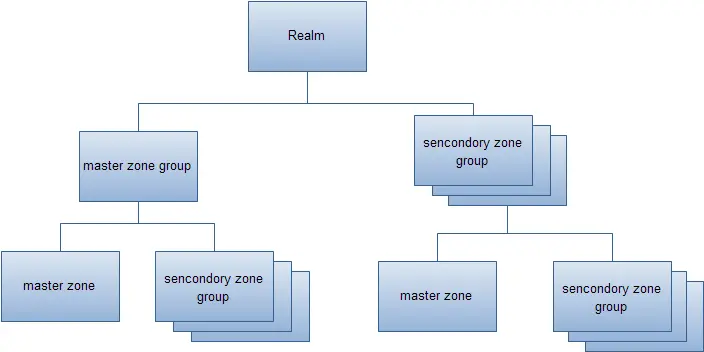 Realm
master zone group
sencondory zone
group
master zone
sencondory zone
group
master zone
sencondory zone
group